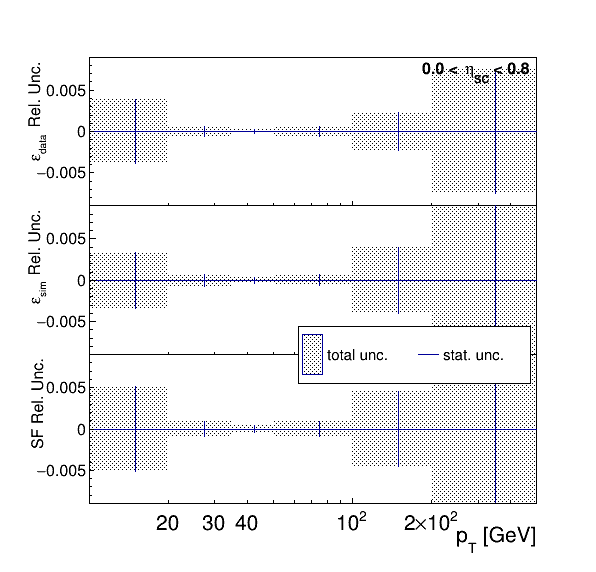 0.0 < η_SC < 0.8
ε_data Rel. Unc.
0.005
0
−0.005
ε_sim Rel. Unc.
0.005
0
−0.005
total unc.
stat. unc.
SF Rel. Unc.
0.005
0
−0.005
20 30 40 10² 2×10²
p_T [GeV]